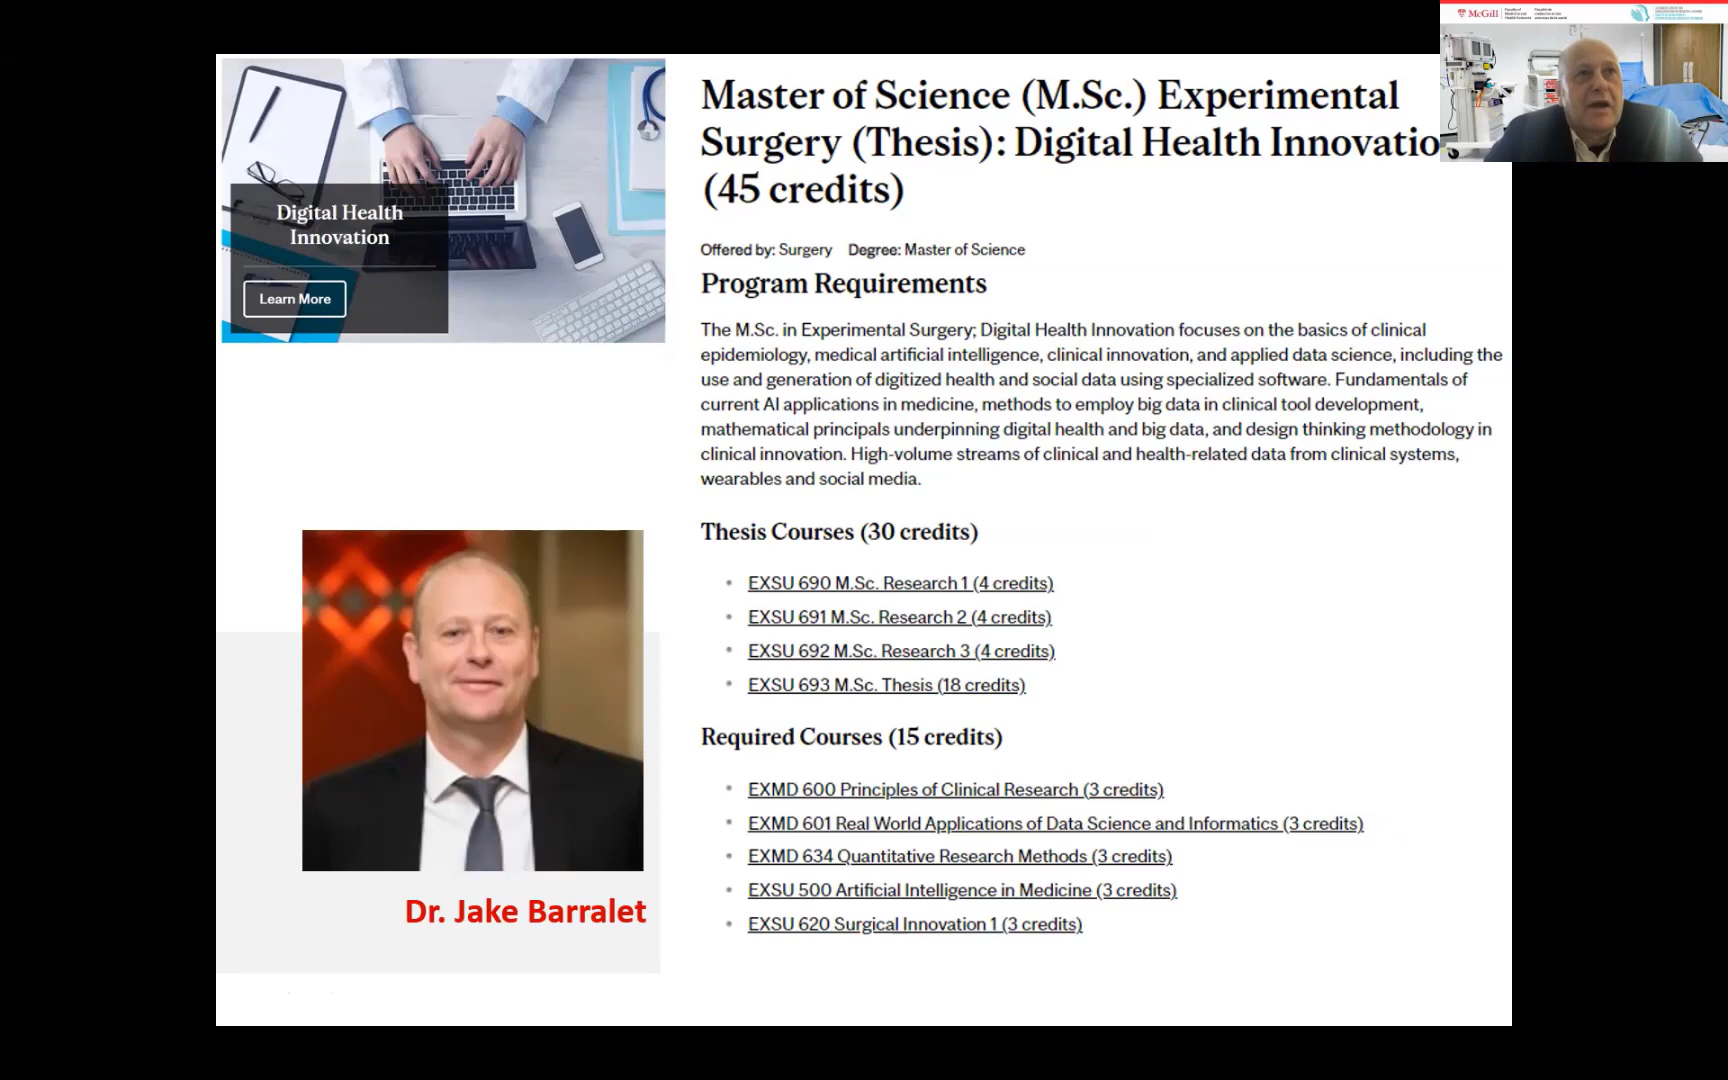 McGill
Digital Health
Innovation
Learn More
Master of Science (M.Sc.) Experimental
Surgery (Thesis): Digital Health Innovatio
(45 credits)
Offered by: Surgery Degree: Master of Science
Program Requirements
The M.Sc. in Experimental Surgery; Digital Health Innovation focuses on the basics of clinical
epidemiology, medical artificial intelligence, clinical innovation, and applied data science, including the
use and generation of digitized health and social data using specialized software. Fundamentals of
current AI applications in medicine, methods to employ big data in clinical tool development,
mathematical principals underpinning digital health and big data, and design thinking methodology in
clinical innovation. High-volume streams of clinical and health-related data from clinical systems,
wearables and social media.
Thesis Courses (30 credits)
• EXSU 690 M.Sc. Research 1 (4 credits)
• EXSU 691 M.Sc. Research 2 (4 credits)
• EXSU 692 M.Sc. Research 3 (4 credits)
• EXSU 693 M.Sc. Thesis (18 credits)
Required Courses (15 credits)
• EXMD 600 Principles of Clinical Research (3 credits)
• EXMD 601 Real World Applications of Data Science and Informatics (3 credits)
• EXMD 634 Quantitative Research Methods (3 credits)
• EXSU 500 Artificial Intelligence in Medicine (3 credits)
• EXSU 620 Surgical Innovation 1 (3 credits)
Dr. Jake Barralet